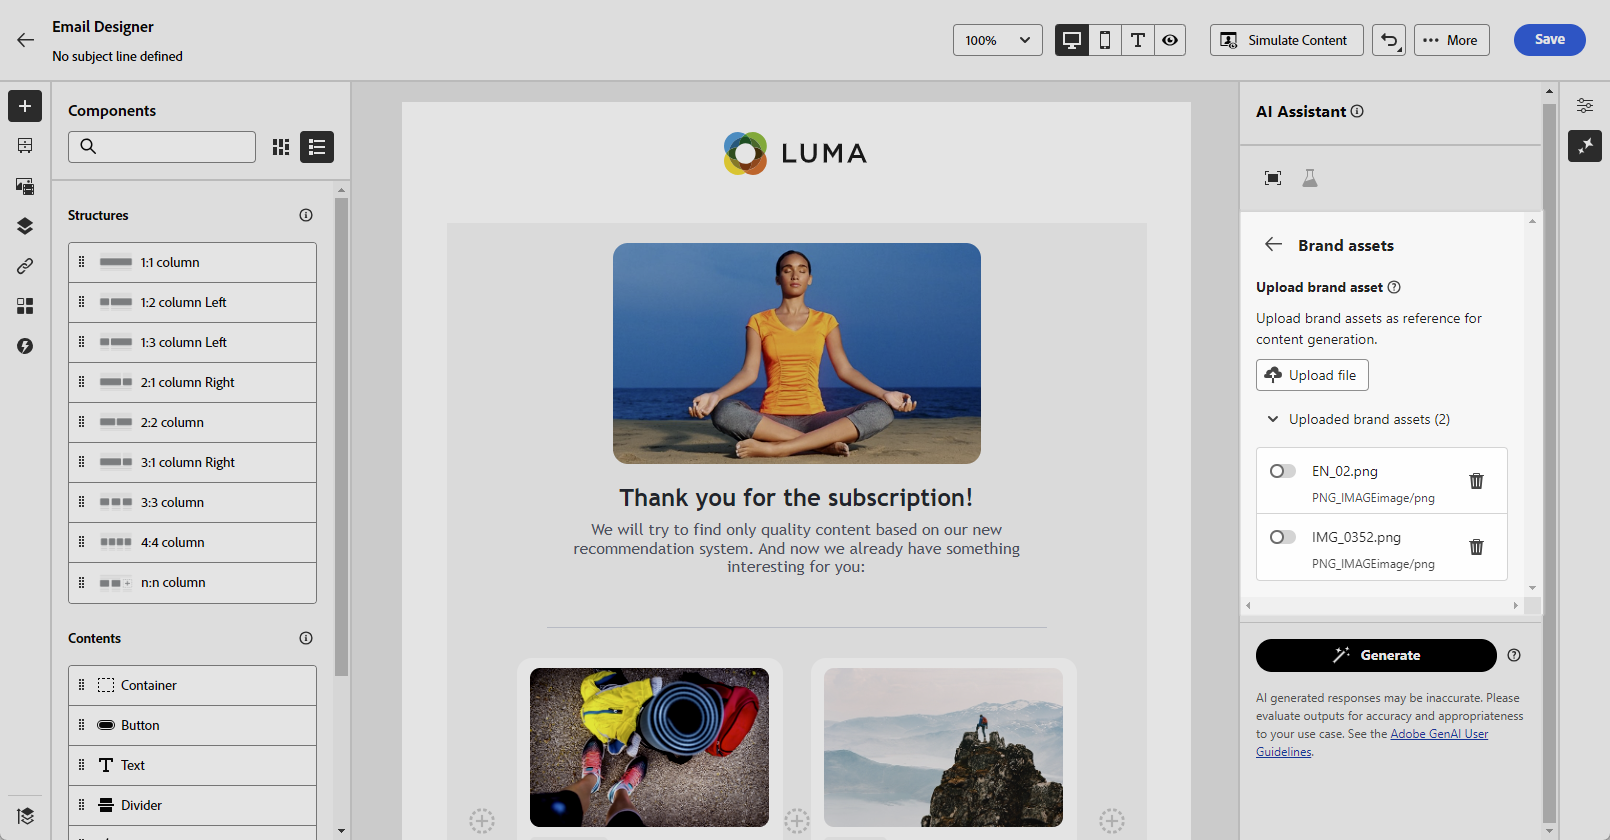 Email Designer
No subject line defined
100%
Simulate Content
More
Save
Components
Structures
1:1 column
1:2 column Left
1:3 column Left
2:1 column Right
2:2 column
3:1 column Right
3:3 column
4:4 column
n:n column
Contents
Container
Button
Text
Divider
LUMA
Thank you for the subscription!
We will try to find only quality content based on our new
recommendation system. And now we already have something
interesting for you:
AI Assistant
Brand assets
Upload brand asset
Upload brand assets as reference for
content generation.
Upload file
Uploaded brand assets (2)
EN_02.png
PNG_IMAGEimage/png
IMG_0352.png
PNG_IMAGEimage/png
Generate
AI generated responses may be inaccurate. Please
evaluate outputs for accuracy and appropriateness
to your use case. See the Adobe GenAI User
Guidelines.